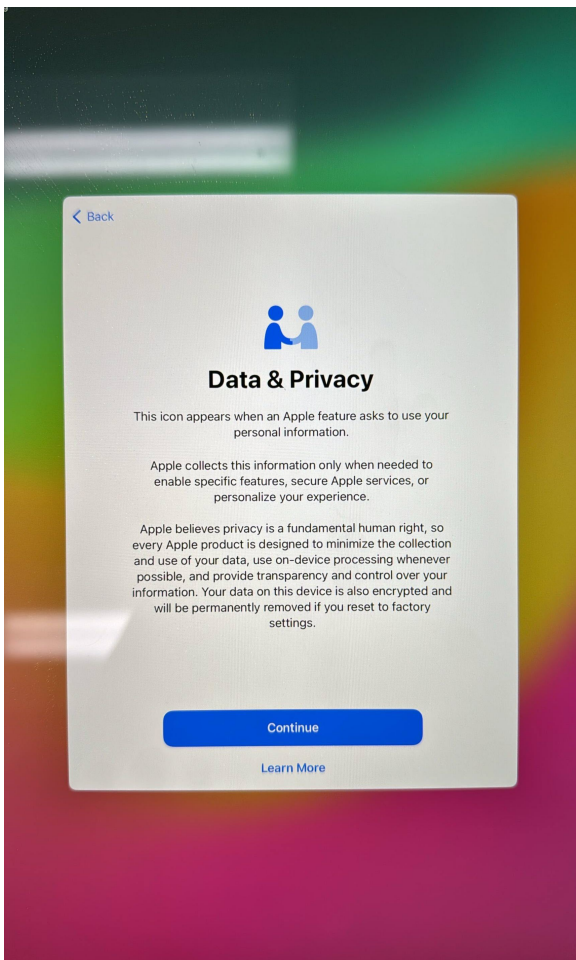 Back
Data & Privacy
This icon appears when an Apple feature asks to use your
personal information.
Apple collects this information only when needed to
enable specific features, secure Apple services, or
personalize your experience.
Apple believes privacy is a fundamental human right, so
every Apple product is designed to minimize the collection
and use of your data, use on-device processing whenever
possible, and provide transparency and control over your
information. Your data on this device is also encrypted and
will be permanently removed if you reset to factory
settings.
Continue
Learn More